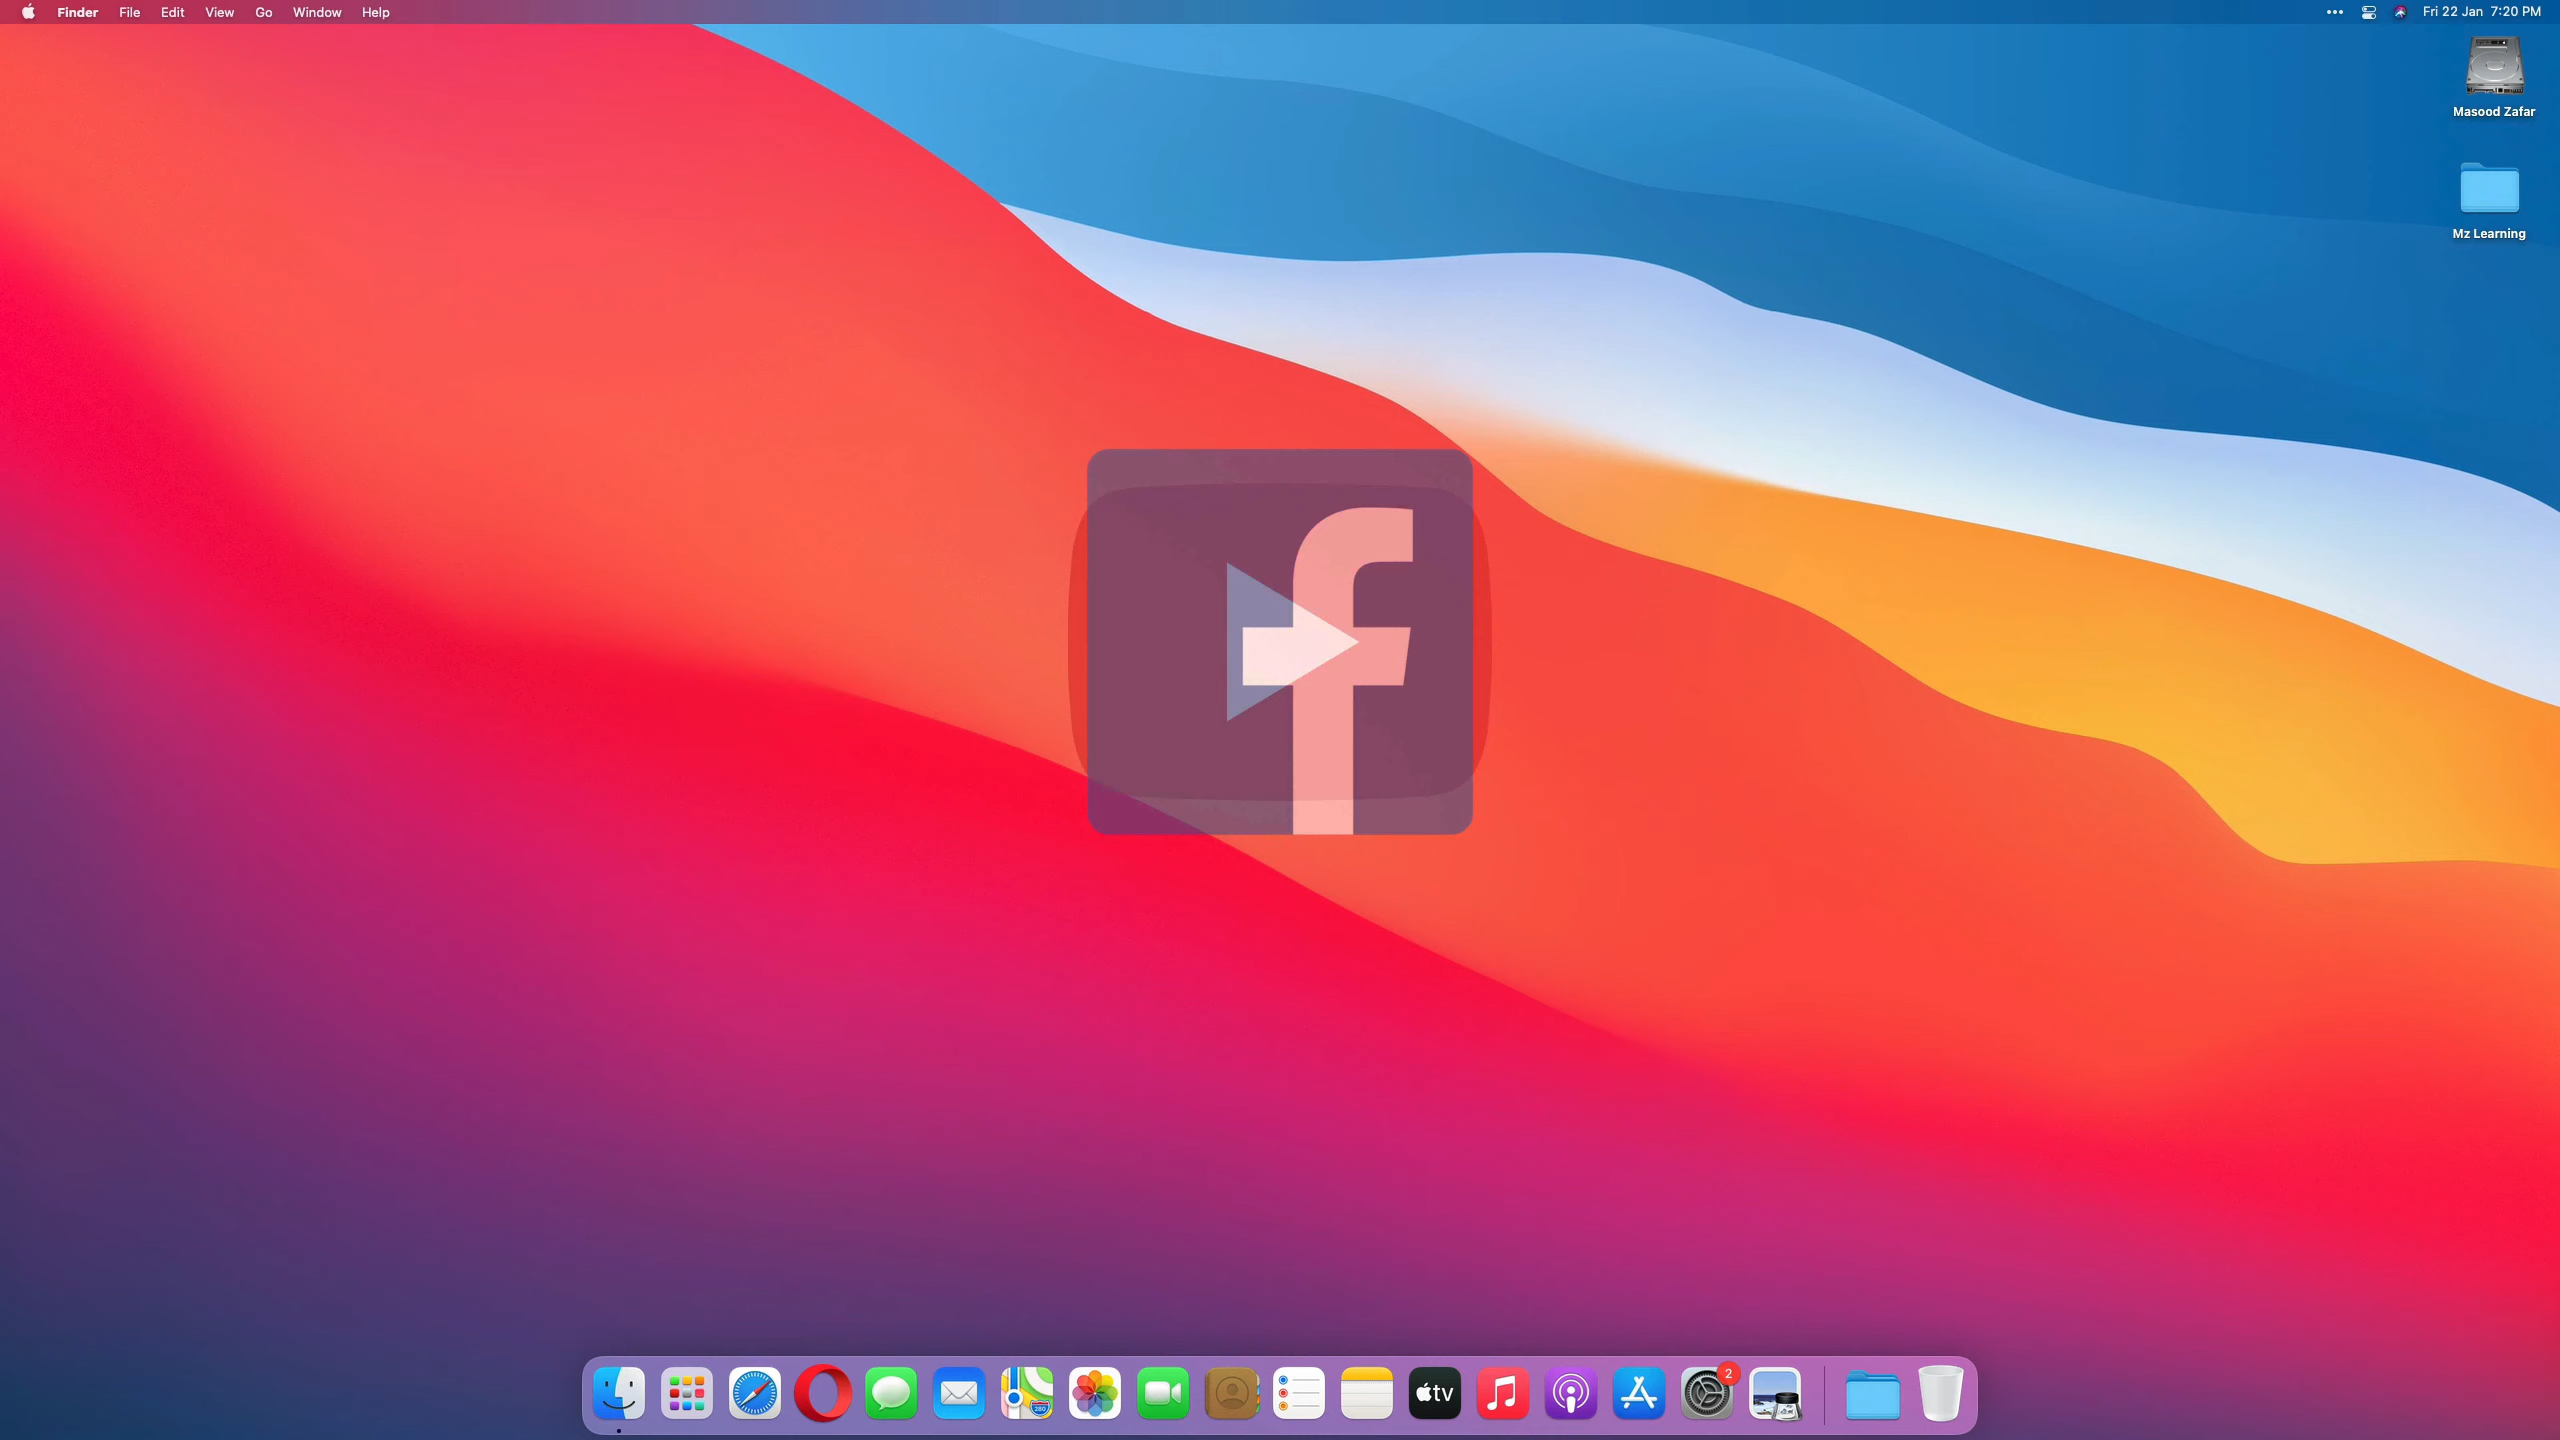 Finder File Edit View Go Window Help
Fri 22 Jan 7:20 PM
Masood Zafar
Mz Learning
f
280
tv
2